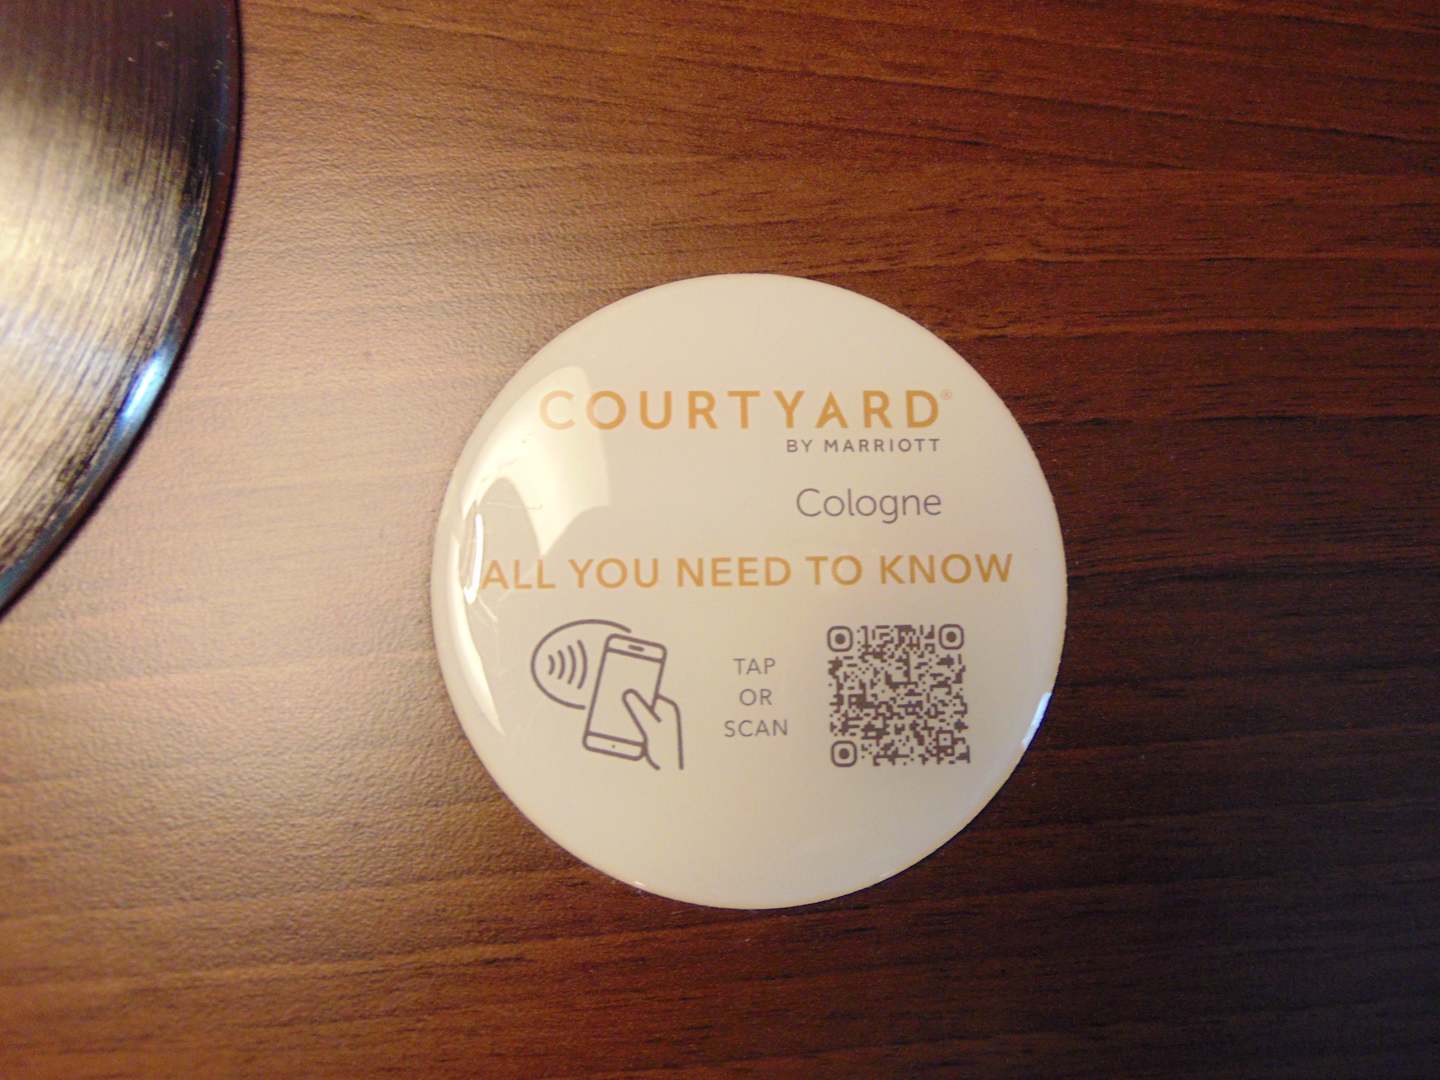 COURTYARD®
BY MARRIOTT
Cologne
ALL YOU NEED TO KNOW
TAP
OR
SCAN